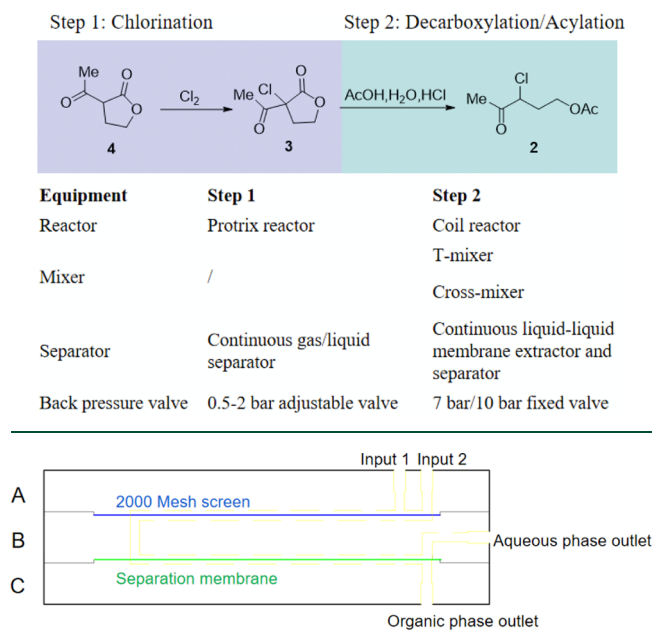 Step 1: Chlorination
Step 2: Decarboxylation/Acylation
Me
O
O
O
4
Cl2
Cl
Me
O
O
O
3
AcOH,H2O,HCl
Cl
Me
O
OAc
2
Equipment Step 1 Step 2
Reactor Protrix reactor Coil reactor
Mixer / T-mixer
Cross-mixer
Separator Continuous gas/liquid separator Continuous liquid-liquid membrane extractor and separator
Back pressure valve 0.5-2 bar adjustable valve 7 bar/10 bar fixed valve
Input 1 Input 2
A
2000 Mesh screen
B
Aqueous phase outlet
Separation membrane
C
Organic phase outlet